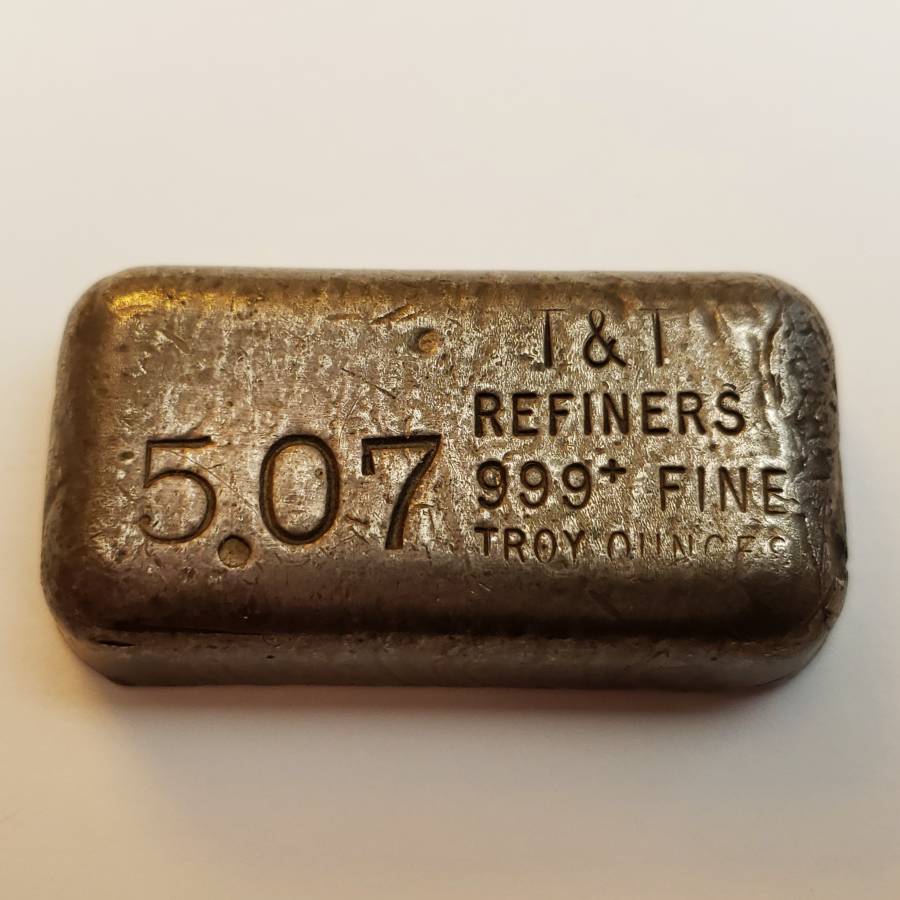 T & T
REFINERS
5.07
999+ FINE
TROY OUNCES